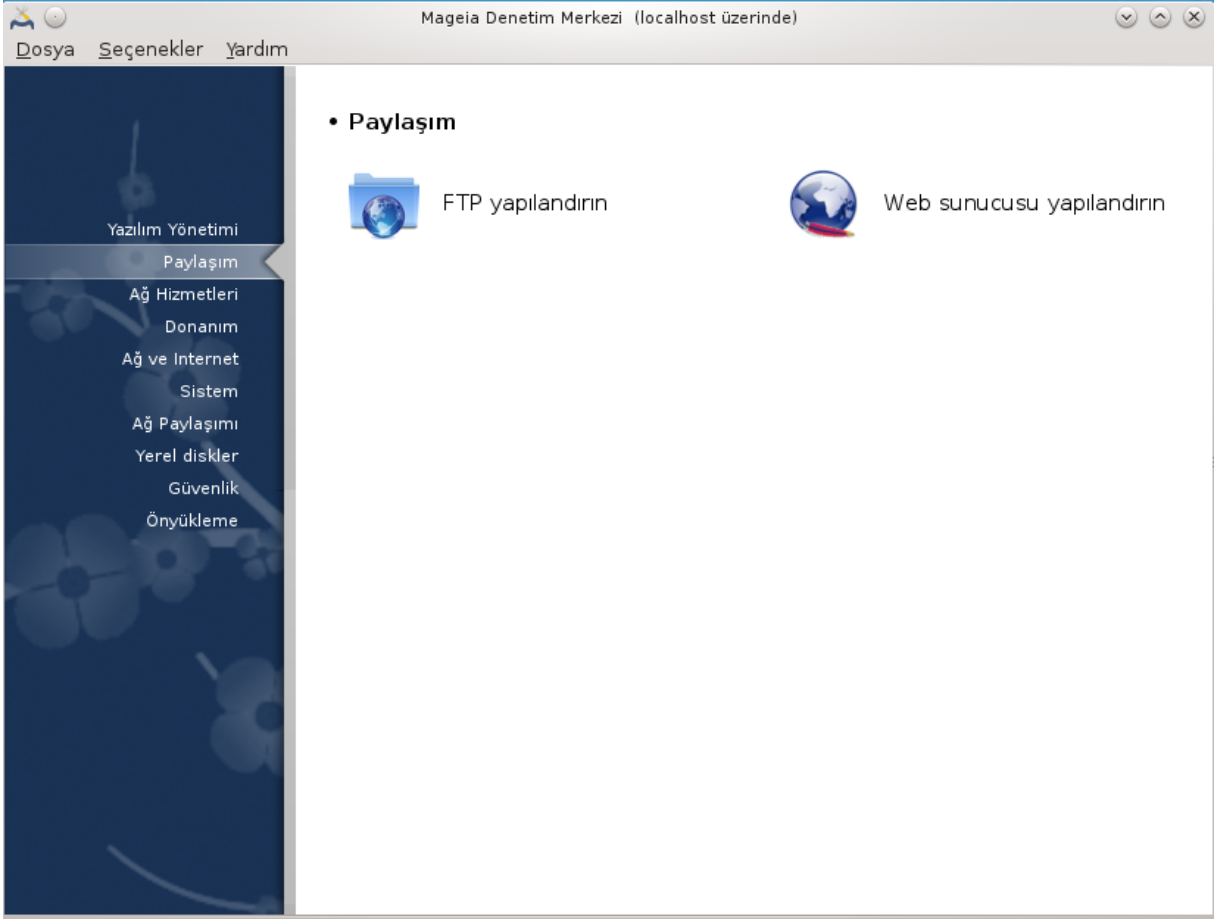 Mageia Denetim Merkezi (localhost üzerinde)
Dosya Seçenekler Yardım
• Paylaşım
FTP yapılandırın
Web sunucusu yapılandırın
Yazılım Yönetimi
Paylaşım
Ağ Hizmetleri
Donanım
Ağ ve Internet
Sistem
Ağ Paylaşımı
Yerel diskler
Güvenlik
Önyükleme